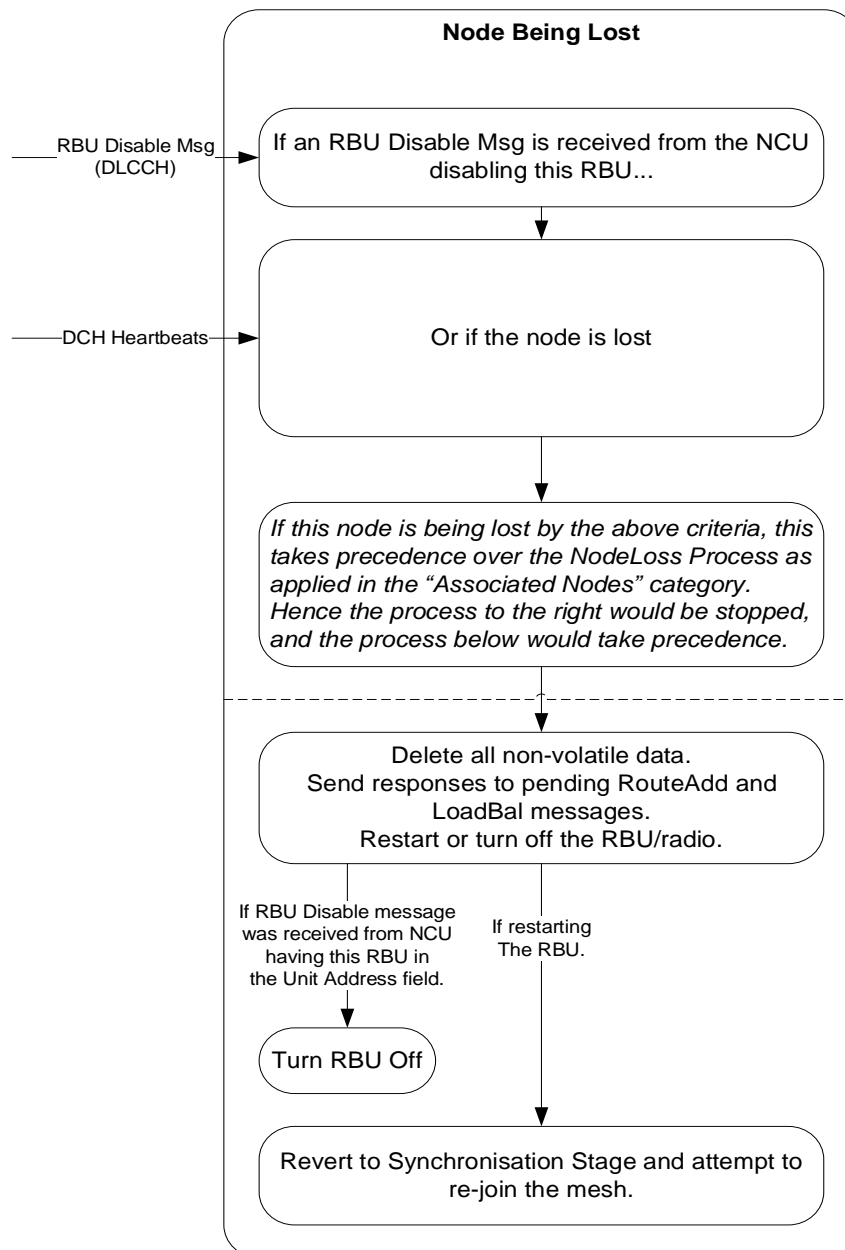 Node Being Lost
RBU Disable Msg
(DLCCH)
If an RBU Disable Msg is received from the NCU
disabling this RBU...
DCH Heartbeats
Or if the node is lost
If this node is being lost by the above criteria, this
takes precedence over the NodeLoss Process as
applied in the “Associated Nodes” category.
Hence the process to the right would be stopped,
and the process below would take precedence.
Delete all non-volatile data.
Send responses to pending RouteAdd and
LoadBal messages.
Restart or turn off the RBU/radio.
If RBU Disable message
was received from NCU
having this RBU in
the Unit Address field.
If restarting
The RBU.
Turn RBU Off
Revert to Synchronisation Stage and attempt to
re-join the mesh.